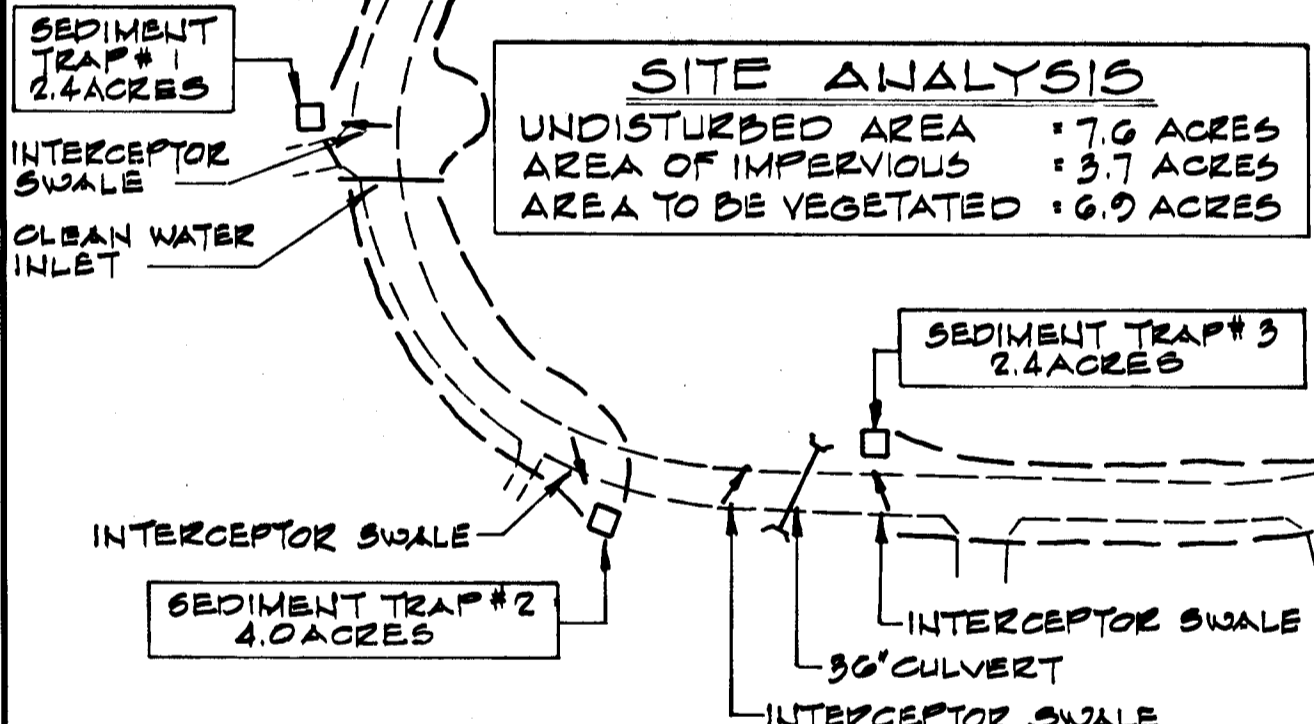 SEDIMENT
TRAP # 1
2.4 ACRES
SITE ANALYSIS
UNDISTURBED AREA : 7.6 ACRES
AREA OF IMPERVIOUS : 3.7 ACRES
AREA TO BE VEGETATED : 6.9 ACRES
INTERCEPTOR
SWALE
CLEAN WATER
INLET
SEDIMENT TRAP # 3
2.4 ACRES
INTERCEPTOR SWALE
SEDIMENT TRAP # 2
4.0 ACRES
INTERCEPTOR SWALE
36" CULVERT
INTERCEPTOR SWALE